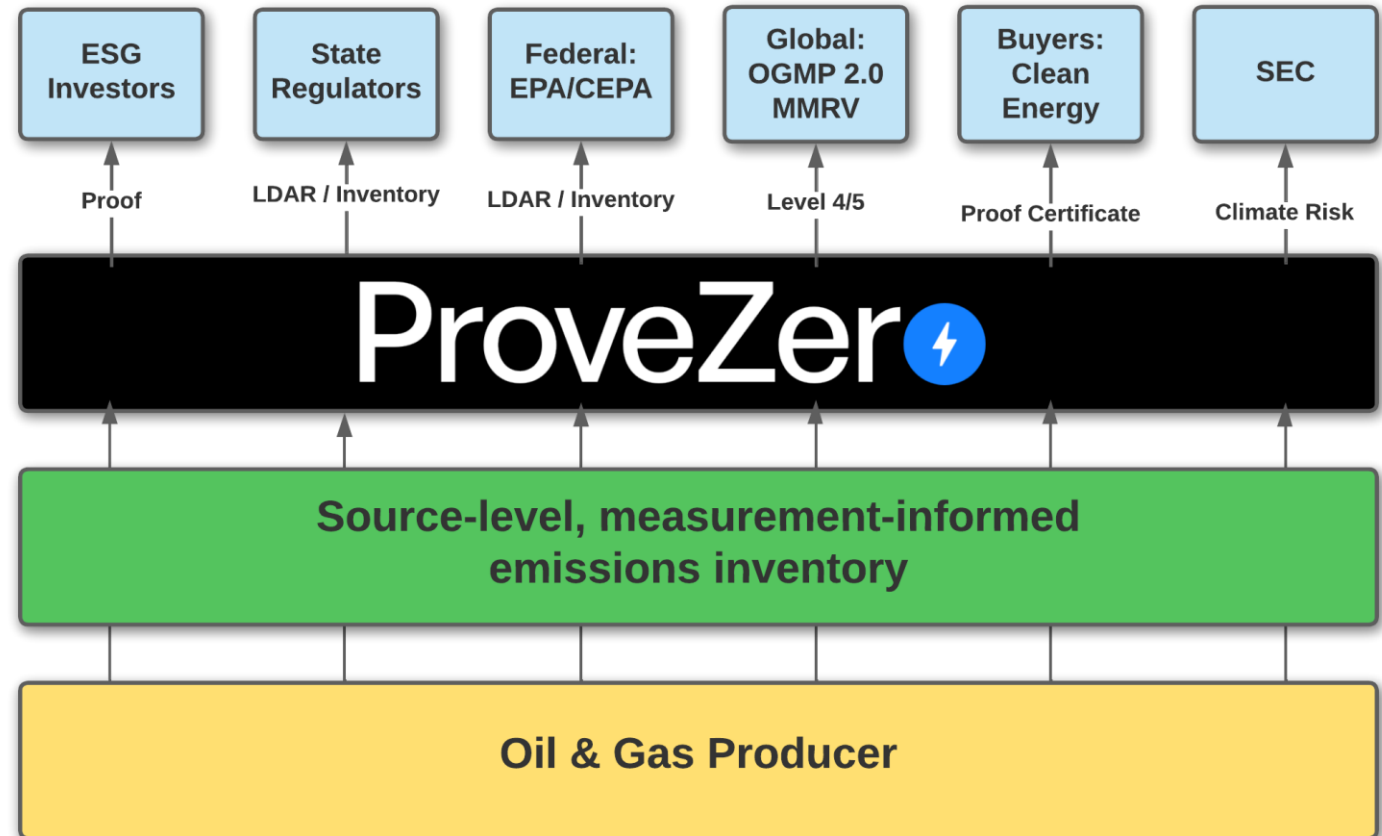 ESG
Investors
State
Regulators
Federal:
EPA/CEPA
Global:
OGMP 2.0
MMRV
Buyers:
Clean
Energy
SEC
Proof
LDAR / Inventory
LDAR / Inventory
Level 4/5
Proof Certificate
Climate Risk
ProveZero
Source-level, measurement-informed
emissions inventory
Oil & Gas Producer